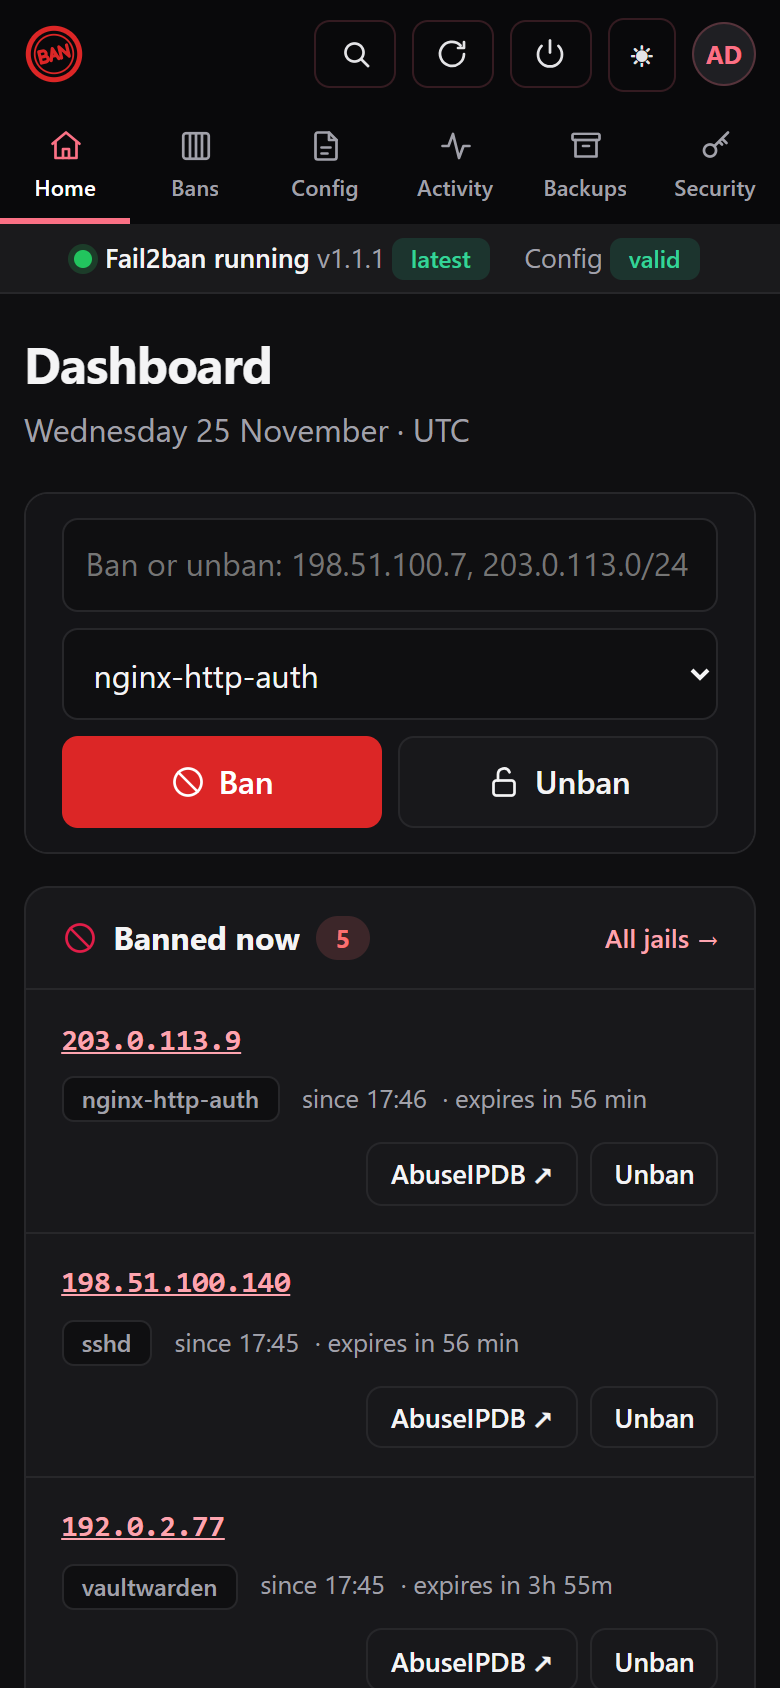 BAN
AD
Home Bans Config Activity Backups Security
Fail2ban running v1.1.1 latest Config valid
Dashboard
Wednesday 25 November · UTC
Ban or unban: 198.51.100.7, 203.0.113.0/24
nginx-http-auth
Ban Unban
Banned now 5 All jails →
203.0.113.9
nginx-http-auth since 17:46 · expires in 56 min
AbuseIPDB ↗ Unban
198.51.100.140
sshd since 17:45 · expires in 56 min
AbuseIPDB ↗ Unban
192.0.2.77
vaultwarden since 17:45 · expires in 3h 55m
AbuseIPDB ↗ Unban